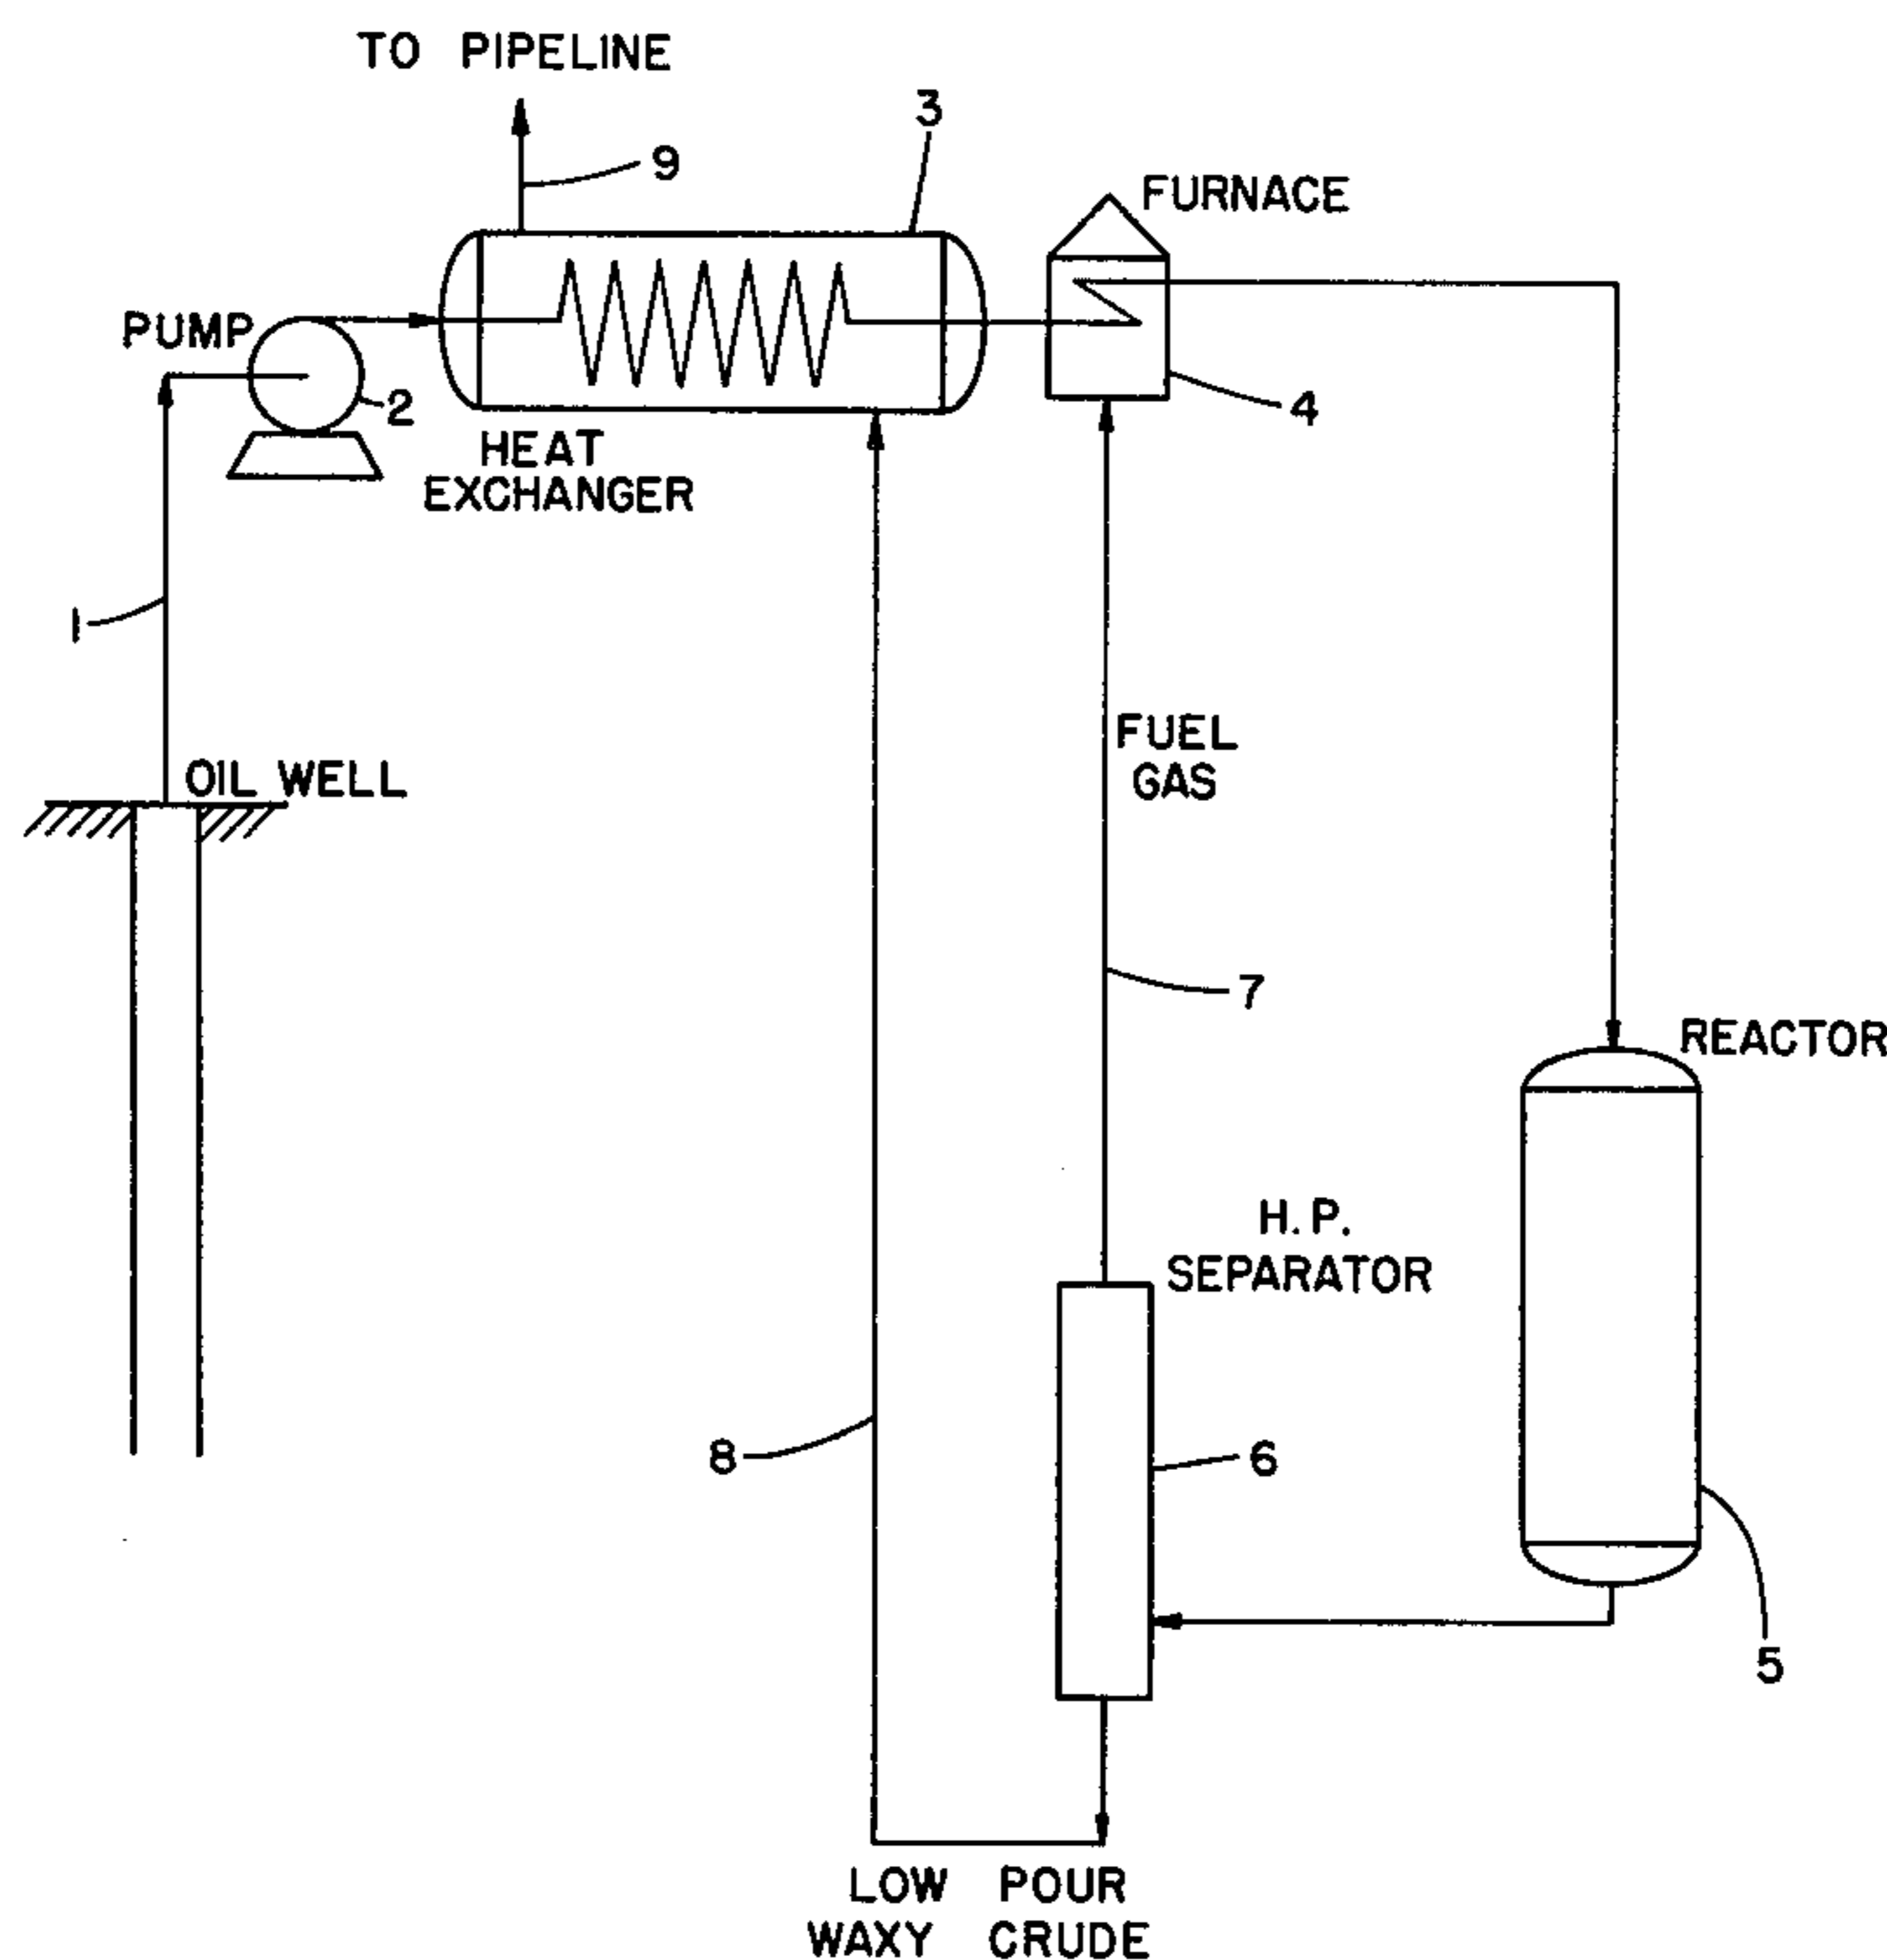 TO PIPELINE
3
9
FURNACE
PUMP
2
4
HEAT
EXCHANGER
1
FUEL
GAS
OIL WELL
7
REACTOR
H.P.
SEPARATOR
8
6
5
LOW POUR
WAXY CRUDE